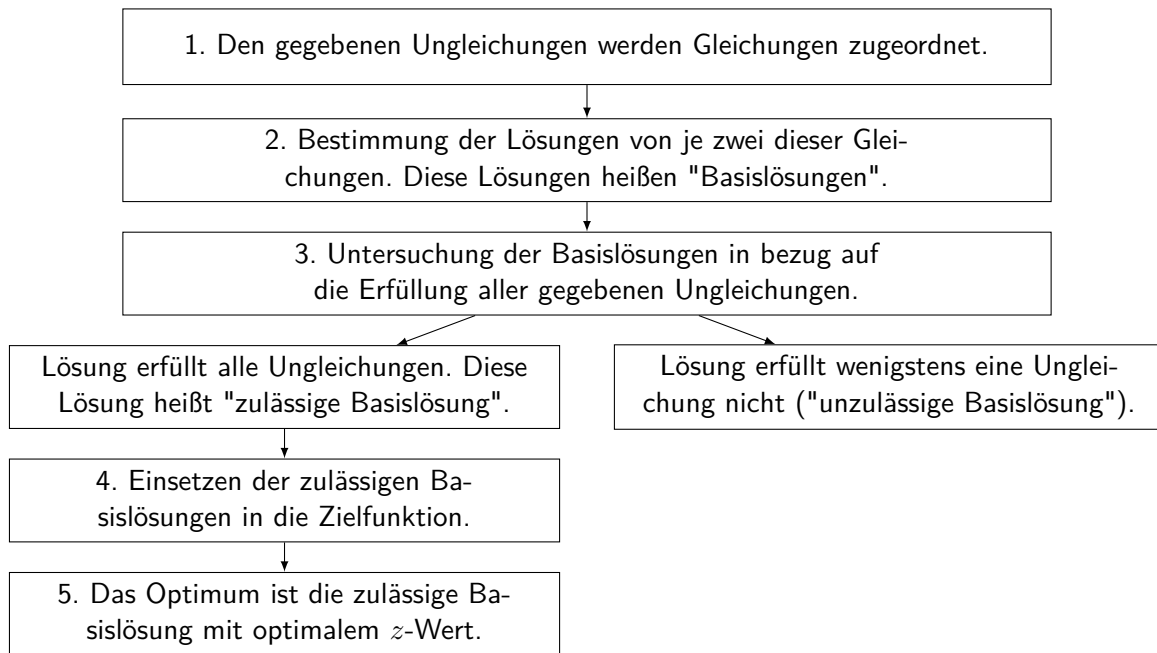 1. Den gegebenen Ungleichungen werden Gleichungen zugeordnet.
2. Bestimmung der Lösungen von je zwei dieser Glei-
chungen. Diese Lösungen heißen "Basislösungen".
3. Untersuchung der Basislösungen in bezug auf
die Erfüllung aller gegebenen Ungleichungen.
Lösung erfüllt alle Ungleichungen. Diese
Lösung heißt "zulässige Basislösung".
Lösung erfüllt wenigstens eine Unglei-
chung nicht ("unzulässige Basislösung").
4. Einsetzen der zulässigen Ba-
sislösungen in die Zielfunktion.
5. Das Optimum ist die zulässige Ba-
sislösung mit optimalem z-Wert.